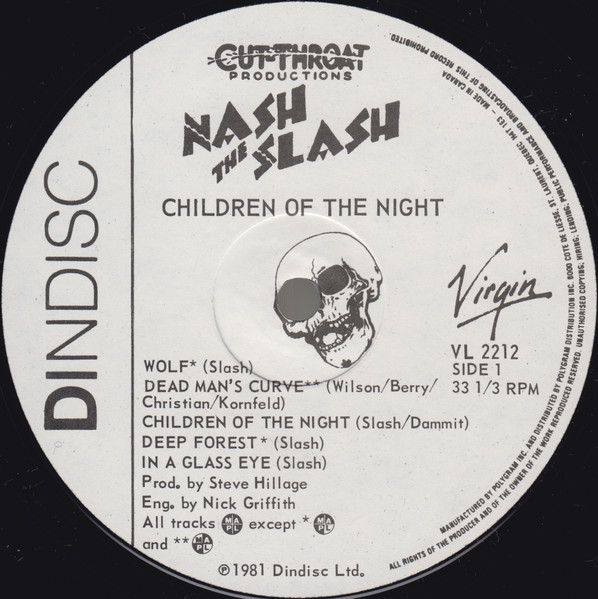 CUT-THROAT
PRODUCTIONS
NASH
THE SLASH
CHILDREN OF THE NIGHT
DINDISC
Virgin
VL 2212
SIDE 1
33 1/3 RPM
WOLF* (Slash)
DEAD MAN'S CURVE** (Wilson/Berry/
Christian/Kornfeld)
CHILDREN OF THE NIGHT (Slash/Dammit)
DEEP FOREST* (Slash)
IN A GLASS EYE (Slash)
Prod. by Steve Hillage
Eng. by Nick Griffith
All tracks MAPL except * MAPL
and ** MAPL
℗1981 Dindisc Ltd.
MANUFACTURED BY POLYGRAM INC. AND DISTRIBUTED BY POLYGRAM DISTRIBUTION INC. 6000 COTE DE LIESSE, ST. LAURENT, QUEBEC H4T 1E3 - MADE IN CANADA
ALL RIGHTS OF THE PRODUCER AND OF THE OWNER OF THE WORK REPRODUCED RESERVED. UNAUTHORISED COPYING; HIRING; LENDING; PUBLIC PERFORMANCE AND BROADCASTING OF THIS RECORD PROHIBITED.